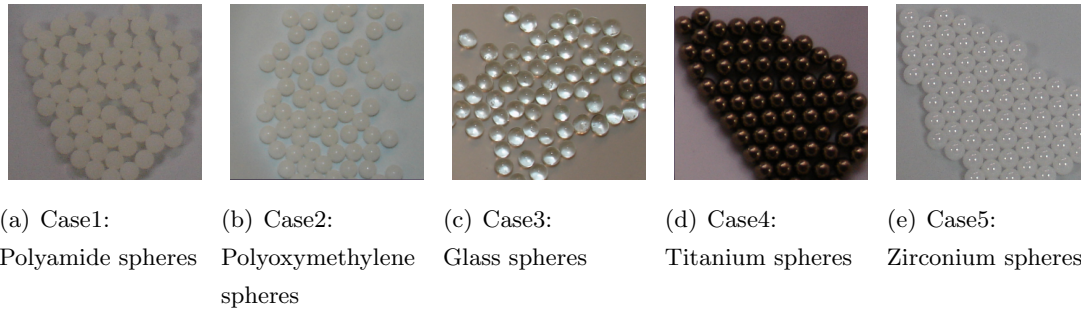 (a) Case1:
Polyamide spheres
(b) Case2:
Polyoxymethylene
spheres
(c) Case3:
Glass spheres
(d) Case4:
Titanium spheres
(e) Case5:
Zirconium spheres